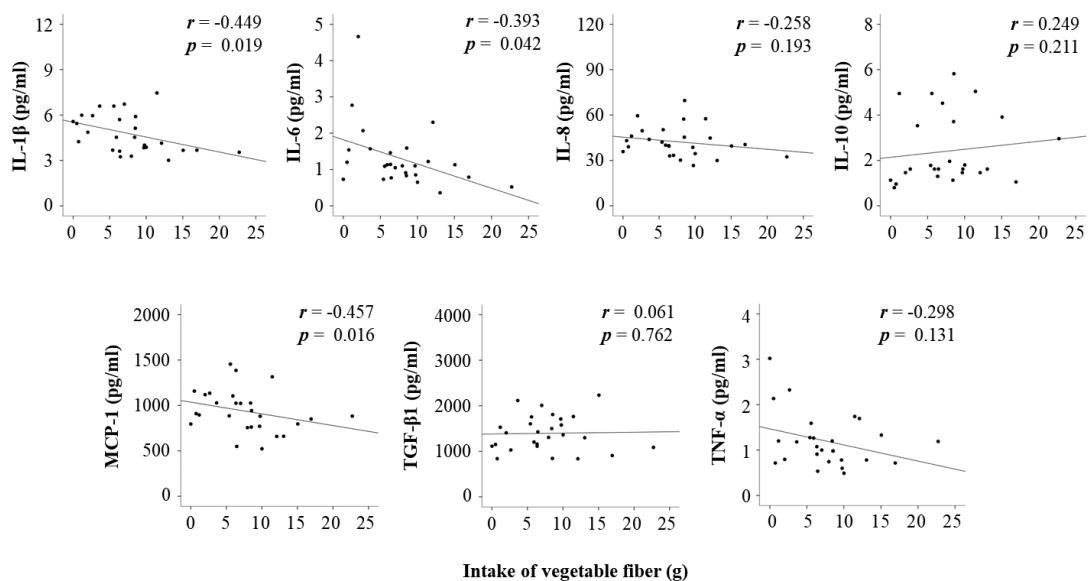 r = -0.449
p = 0.019
IL-1β (pg/ml)
12
9
6
3
0
0 5 10 15 20 25
r = -0.393
p = 0.042
IL-6 (pg/ml)
6
5
4
3
2
1
0
0 5 10 15 20 25
r = -0.258
p = 0.193
IL-8 (pg/ml)
120
90
60
30
0
0 5 10 15 20 25
r = 0.249
p = 0.211
IL-10 (pg/ml)
8
6
4
2
0
0 5 10 15 20 25
r = -0.457
p = 0.016
MCP-1 (pg/ml)
2000
1500
1000
500
0
0 5 10 15 20 25
r = 0.061
p = 0.762
TGF-β1 (pg/ml)
4000
3000
2000
1000
0
0 5 10 15 20 25
r = -0.298
p = 0.131
TNF-α (pg/ml)
4
3
2
1
0
0 5 10 15 20 25
Intake of vegetable fiber (g)